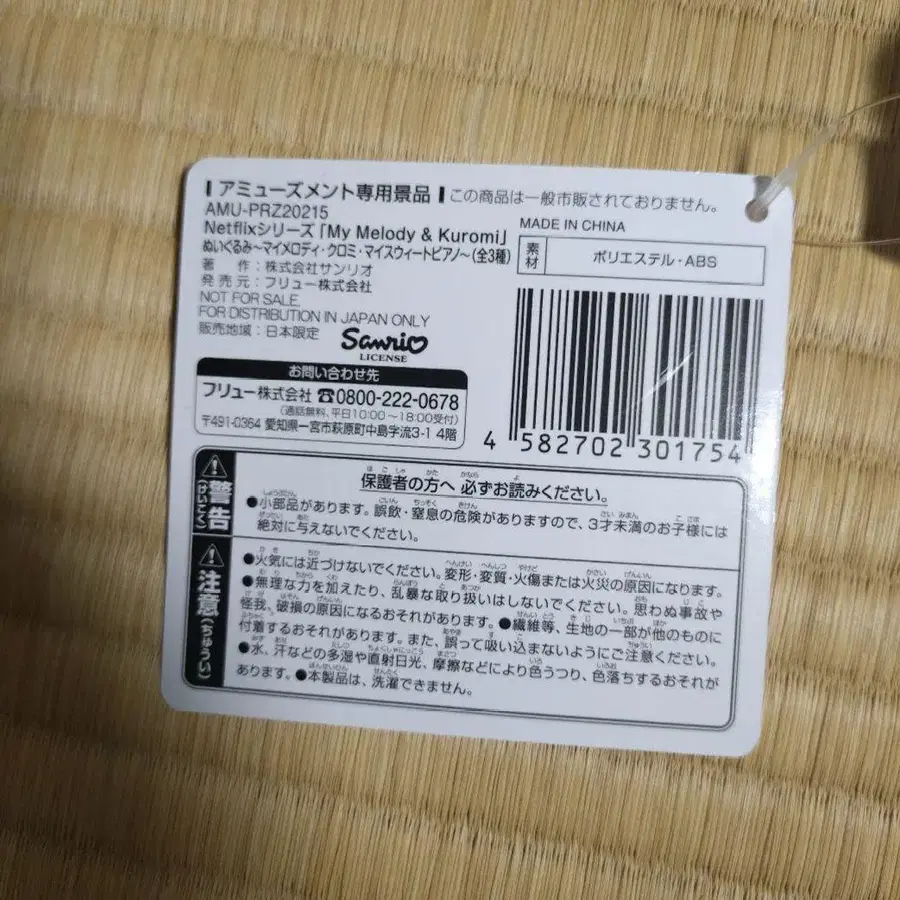 アミューズメント専用景品 この商品は一般市販されておりません。
AMU-PRZ20215
Netflixシリーズ「My Melody & Kuromi」
ぬいぐるみ~マイメロディ・クロミ・マイスウィートピアノ~(全3種)
著 作:株式会社サンリオ
発売元:フリュー株式会社
NOT FOR SALE
FOR DISTRIBUTION IN JAPAN ONLY
販売地域:日本限定
Sanrio
LICENSE
MADE IN CHINA
素材 ポリエステル・ABS
4 582702 301754
お問い合わせ先
フリュー株式会社 ☎0800-222-0678
(通話無料、平日10:00~18:00受付)
〒491-0364 愛知県一宮市萩原町中島字流3-1 4階
警告(けいこく)
保護者の方へ 必ずお読みください。
●小部品があります。誤飲・窒息の危険がありますので、3才未満のお子様には
絶対に与えないでください。
注意(ちゅうい)
●火気には近づけないでください。変形・変質・火傷または火災の原因になります。
●無理な力を加えたり、乱暴な取り扱いはしないでください。思わぬ事故や
怪我、破損の原因になるおそれがあります。●繊維等、生地の一部が他のものに
付着するおそれがあります。また、誤って吸い込まないようにご注意ください。
●水、汗などの多湿や直射日光、摩擦などにより色うつり、色落ちするおそれが
あります。●本製品は、洗濯できません。